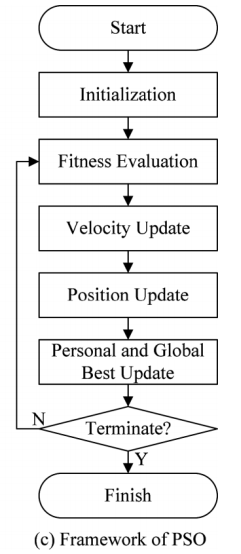 Start
Initialization
Fitness Evaluation
Velocity Update
Position Update
Personal and Global
Best Update
N
Terminate?
Y
Finish
(c) Framework of PSO